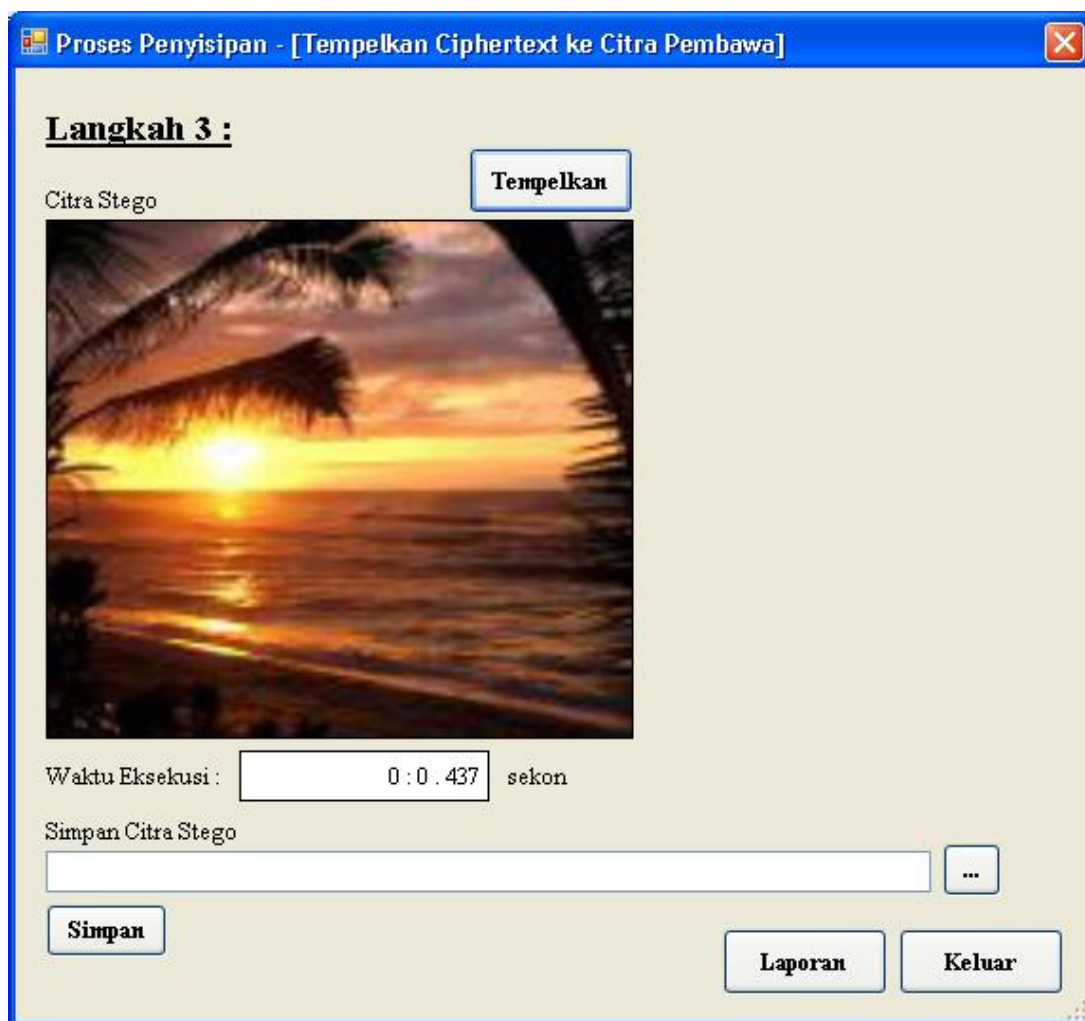 Proses Penyisipan - [Tempelkan Ciphertext ke Citra Pembawa]
Langkah 3 :
Tempelkan
Citra Stego
Waktu Eksekusi : 0 : 0 . 437 sekon
Simpan Citra Stego
...
Simpan
Laporan Keluar